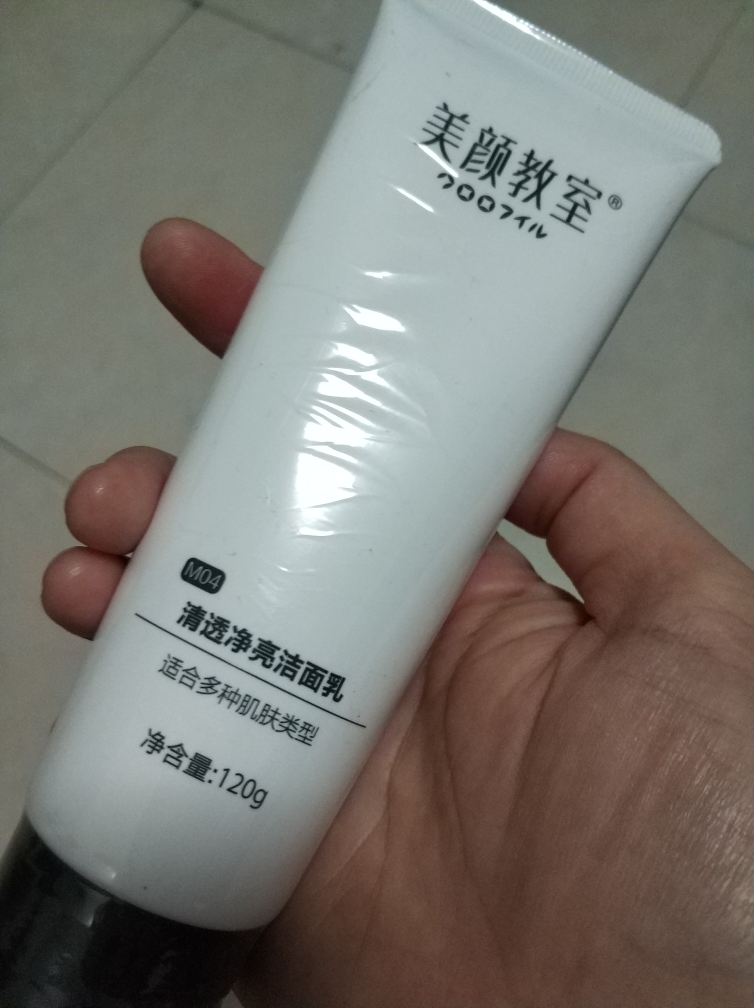 美颜教室®
クロロフイル
M04
清透净亮洁面乳
适合多种肌肤类型
净含量:120g